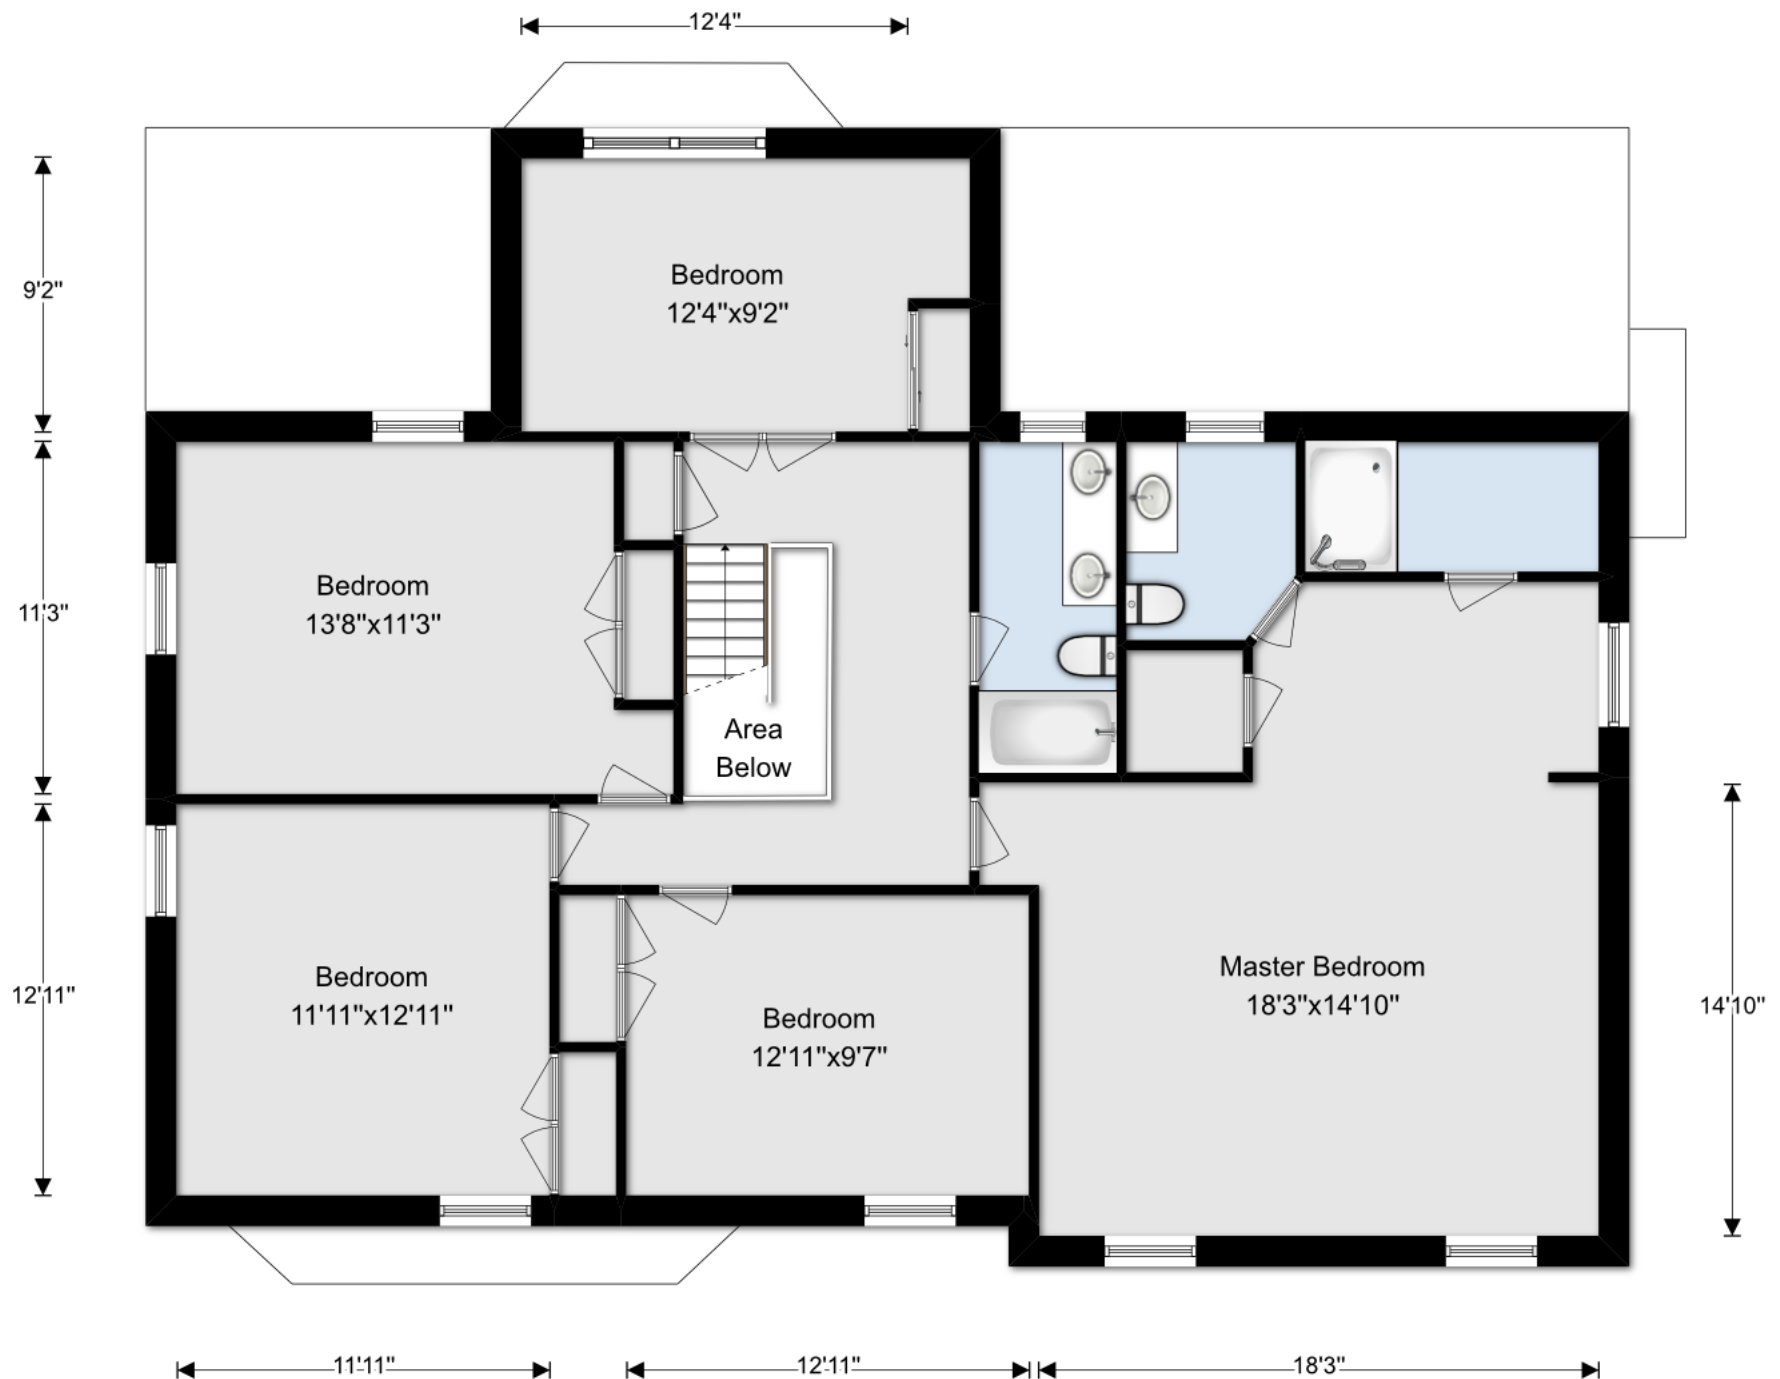 12'4"
9'2"
Bedroom
12'4"x9'2"
11'3"
Bedroom
13'8"x11'3"
Area
Below
12'11"
Bedroom
11'11"x12'11"
Bedroom
12'11"x9'7"
Master Bedroom
18'3"x14'10"
14'10"
11'11"
12'11"
18'3"